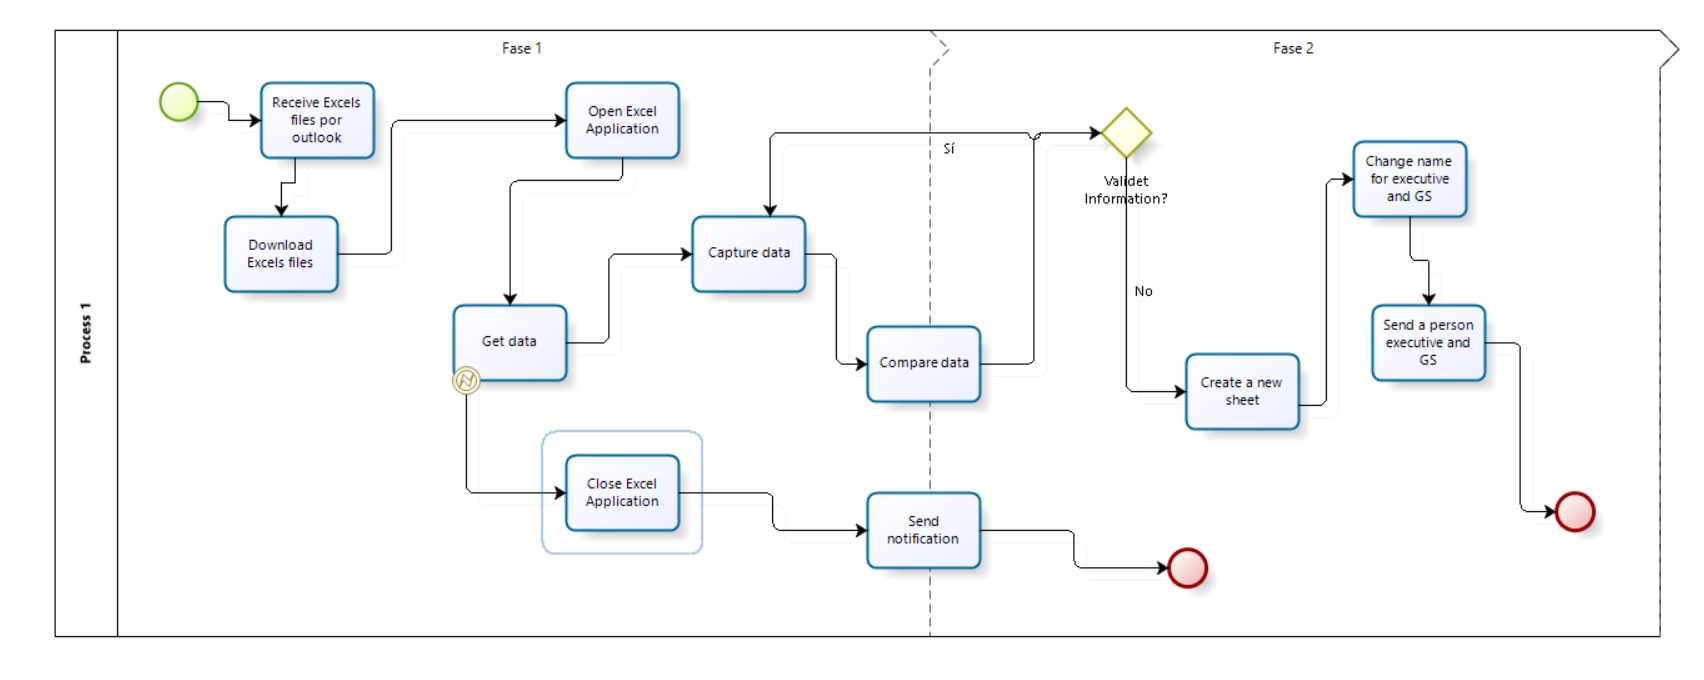 Process 1
Fase 1
Fase 2
Receive Excels
files por
outlook
Open Excel
Application
Download
Excels files
Get data
Capture data
Compare data
Close Excel
Application
Send
notification
Sí
Validet
Information?
No
Create a new
sheet
Change name
for executive
and GS
Send a person
executive and
GS